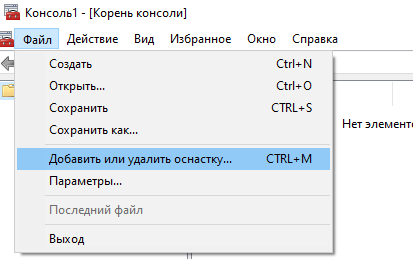 Консоль1 - [Корень консоли]
Файл Действие Вид Избранное Окно Справка
Создать Ctrl+N
Открыть... Ctrl+O
Сохранить CTRL+S
Сохранить как...
Нет
Добавить или удалить оснастку... CTRL+M
Параметры...
Последний файл
Выход